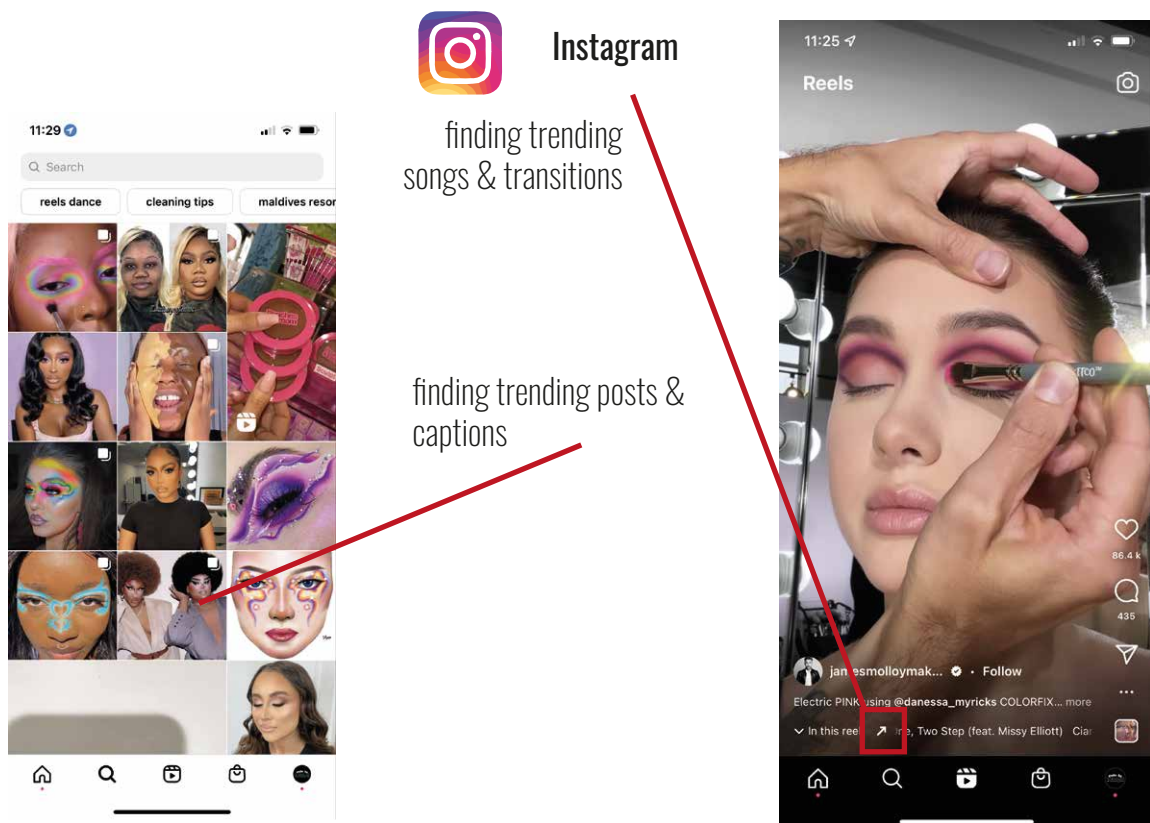 Instagram
finding trending
songs & transitions
finding trending posts &
captions
11:29
Search
reels dance
cleaning tips
maldives resor
11:25
Reels
86.4 k
435
jamesmolloymak... · Follow
Electric PINK using @danessa_myricks COLORFIX... more
In this reel ne, Two Step (feat. Missy Elliott) Ciar